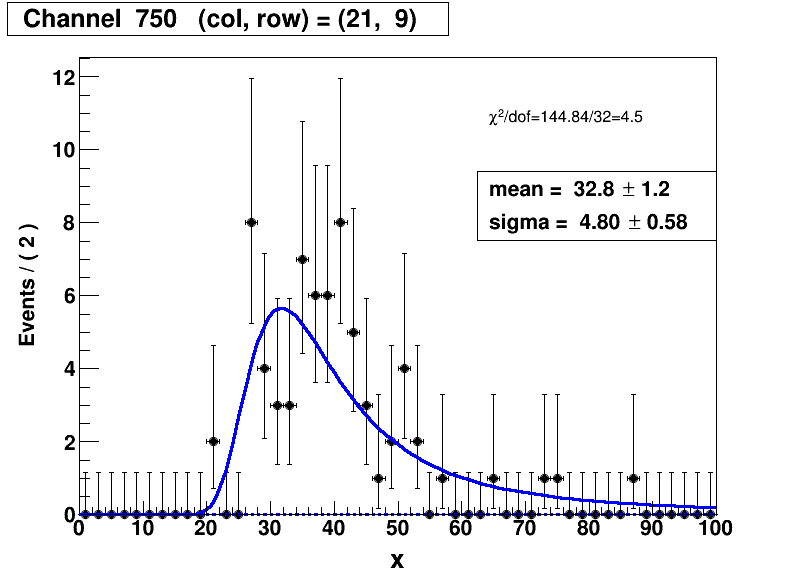 Channel 750 (col, row) = (21, 9)
χ²/dof=144.84/32=4.5
mean = 32.8 ± 1.2
sigma = 4.80 ± 0.58
Events / ( 2 )
12
10
8
6
4
2
0
0 10 20 30 40 50 60 70 80 90 100
x